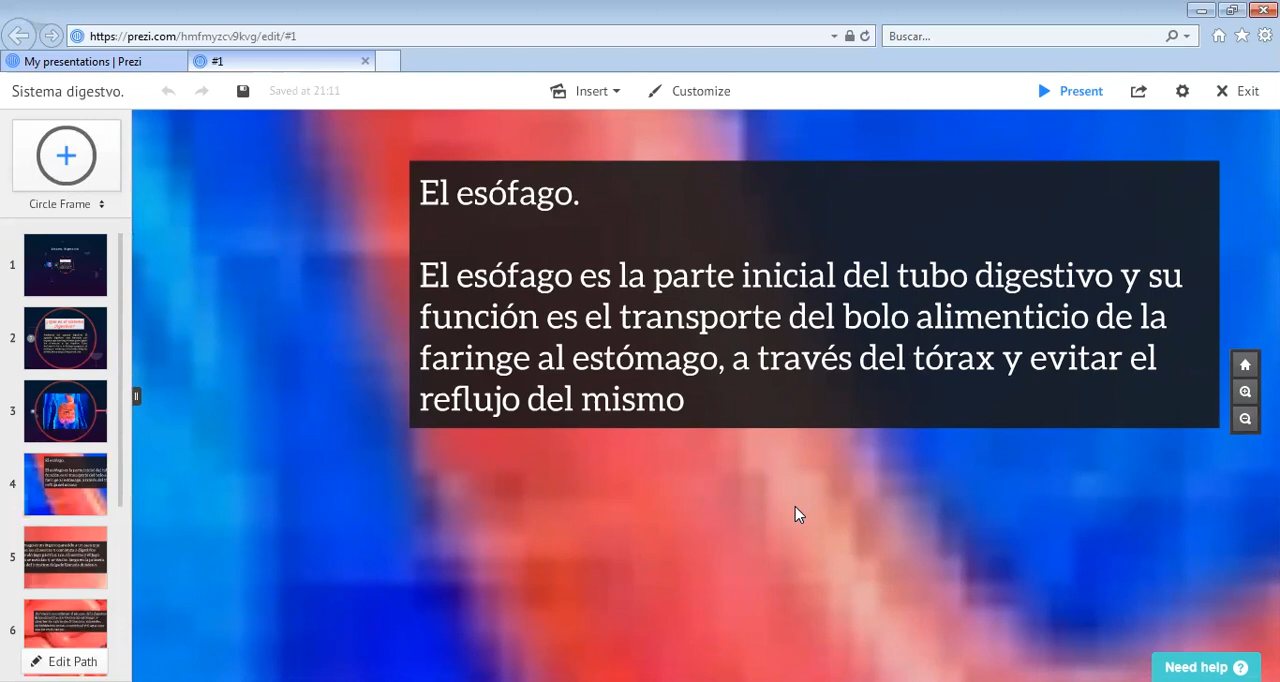 https://prezi.com/hmfmyzcv9kvg/edit/#1
Buscar...
My presentations | Prezi
#1
Sistema digestvo.
Saved at 21:11
Insert
Customize
Present
Exit
Circle Frame
El esófago.
El esófago es la parte inicial del tubo digestivo y su
función es el transporte del bolo alimenticio de la
faringe al estómago, a través del tórax y evitar el
reflujo del mismo
1
2
3
4
5
6
Edit Path
Need help ?